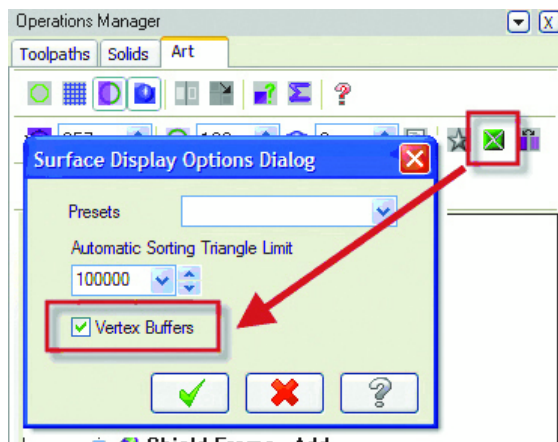 Operations Manager
Toolpaths Solids Art
Surface Display Options Dialog
Presets
Automatic Sorting Triangle Limit
100000
Vertex Buffers